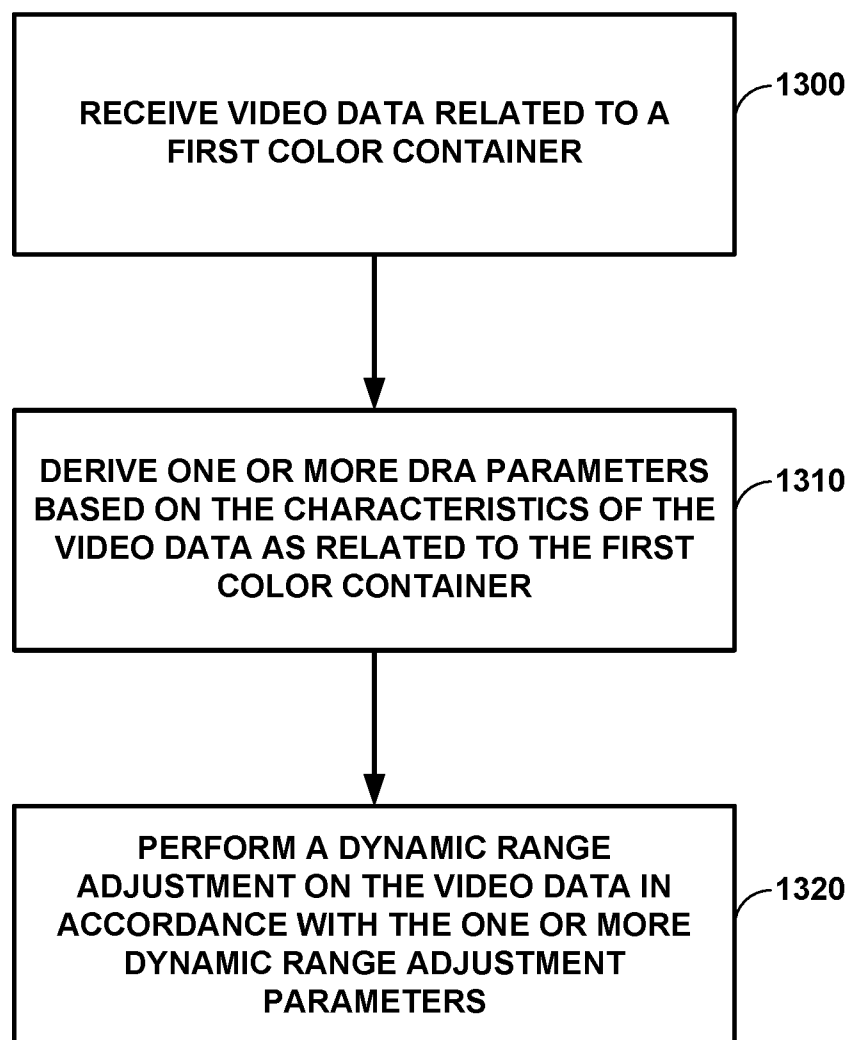 RECEIVE VIDEO DATA RELATED TO A
FIRST COLOR CONTAINER
1300
DERIVE ONE OR MORE DRA PARAMETERS
BASED ON THE CHARACTERISTICS OF THE
VIDEO DATA AS RELATED TO THE FIRST
COLOR CONTAINER
1310
PERFORM A DYNAMIC RANGE
ADJUSTMENT ON THE VIDEO DATA IN
ACCORDANCE WITH THE ONE OR MORE
DYNAMIC RANGE ADJUSTMENT
PARAMETERS
1320